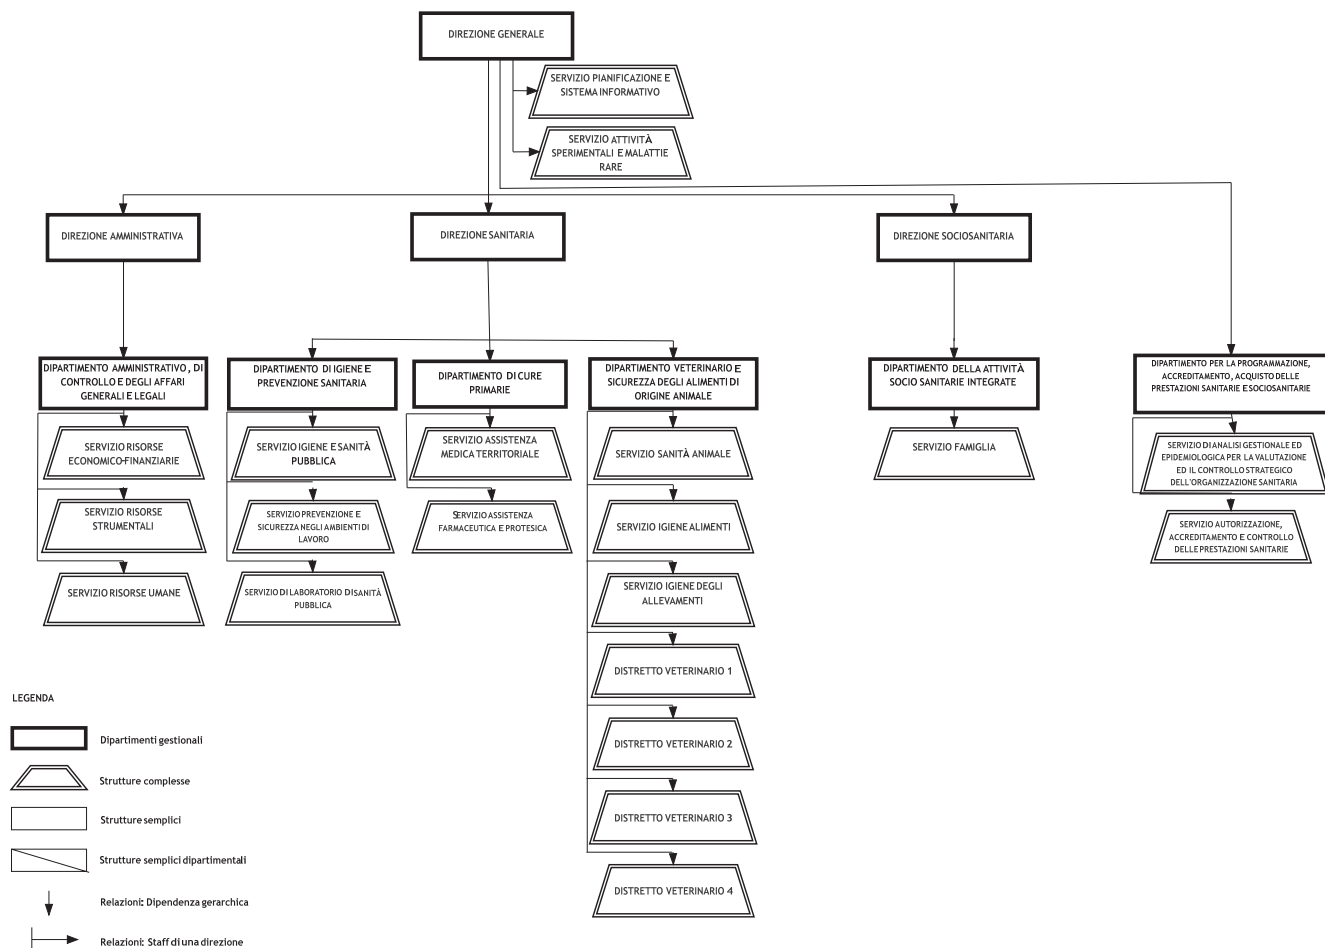 DIREZIONE GENERALE
SERVIZIO PIANIFICAZIONE E
SISTEMA INFORMATIVO
SERVIZIO ATTIVITÀ
SPERIMENTALI E MALATTIE
RARE
DIREZIONE AMMINISTRATIVA
DIREZIONE SANITARIA
DIREZIONE SOCIOSANITARIA
DIPARTIMENTO AMMINISTRATIVO, DI
CONTROLLO E DEGLI AFFARI
GENERALI E LEGALI
SERVIZIO RISORSE
ECONOMICO-FINANZIARIE
SERVIZIO RISORSE
STRUMENTALI
SERVIZIO RISORSE UMANE
DIPARTIMENTO DI IGIENE E
PREVENZIONE SANITARIA
SERVIZIO IGIENE E SANITÀ
PUBBLICA
SERVIZIO PREVENZIONE E
SICUREZZA NEGLI AMBIENTI DI
LAVORO
SERVIZIO DI LABORATORIO DI SANITÀ
PUBBLICA
DIPARTIMENTO DI CURE
PRIMARIE
SERVIZIO ASSISTENZA
MEDICA TERRITORIALE
SERVIZIO ASSISTENZA
FARMACEUTICA E PROTESICA
DIPARTIMENTO VETERINARIO E
SICUREZZA DEGLI ALIMENTI DI
ORIGINE ANIMALE
SERVIZIO SANITÀ ANIMALE
SERVIZIO IGIENE ALIMENTI
SERVIZIO IGIENE DEGLI
ALLEVAMENTI
DISTRETTO VETERINARIO 1
DISTRETTO VETERINARIO 2
DISTRETTO VETERINARIO 3
DISTRETTO VETERINARIO 4
DIPARTIMENTO DELLA ATTIVITÀ
SOCIO SANITARIE INTEGRATE
SERVIZIO FAMIGLIA
DIPARTIMENTO PER LA PROGRAMMAZIONE,
ACCREDITAMENTO, ACQUISTO DELLE
PRESTAZIONI SANITARIE E SOCIOSANITARIE
SERVIZIO DI ANALISI GESTIONALE ED
EPIDEMIOLOGICA PER LA VALUTAZIONE
ED IL CONTROLLO STRATEGICO
DELL'ORGANIZZAZIONE SANITARIA
SERVIZIO AUTORIZZAZIONE,
ACCREDITAMENTO E CONTROLLO
DELLE PRESTAZIONI SANITARIE
LEGENDA
Dipartimenti gestionali
Strutture complesse
Strutture semplici
Strutture semplici dipartimentali
Relazioni: Dipendenza gerarchica
Relazioni: Staff di una direzione